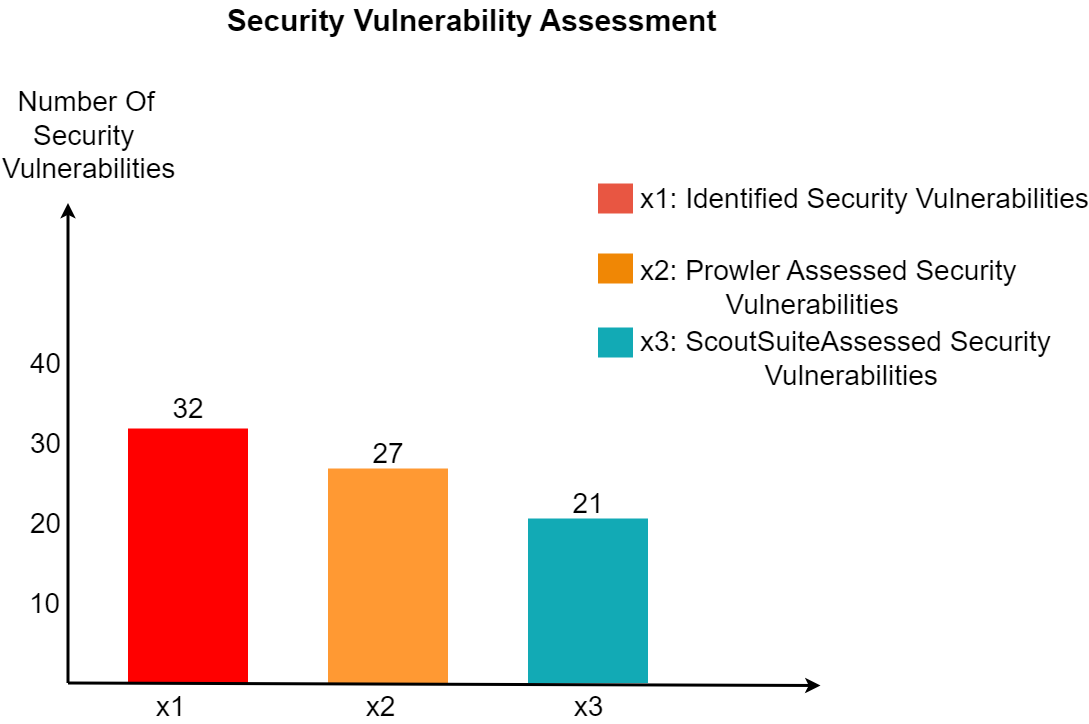 Security Vulnerability Assessment
Number Of
Security
Vulnerabilities
x1: Identified Security Vulnerabilities
x2: Prowler Assessed Security
Vulnerabilities
x3: ScoutSuiteAssessed Security
Vulnerabilities
40
30
20
10
32
27
21
x1
x2
x3